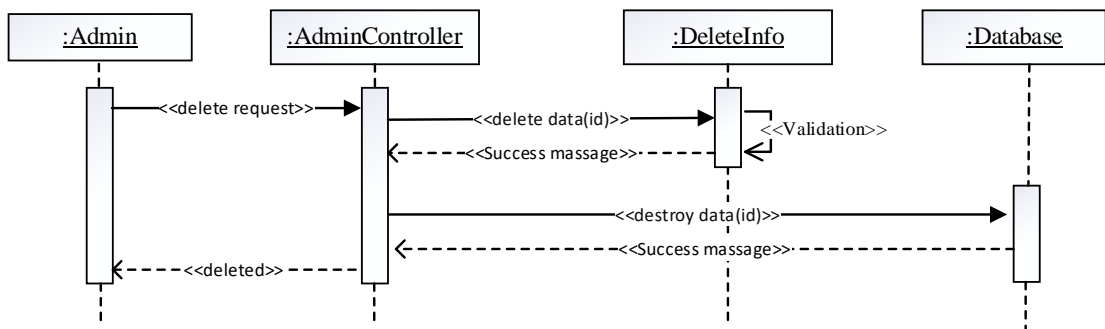 :Admin
:AdminController
:DeleteInfo
:Database
<<delete request>>
<<delete data(id)>>
<<Validation>>
<<Success massage>>
<<destroy data(id)>>
<<Success massage>>
<<deleted>>